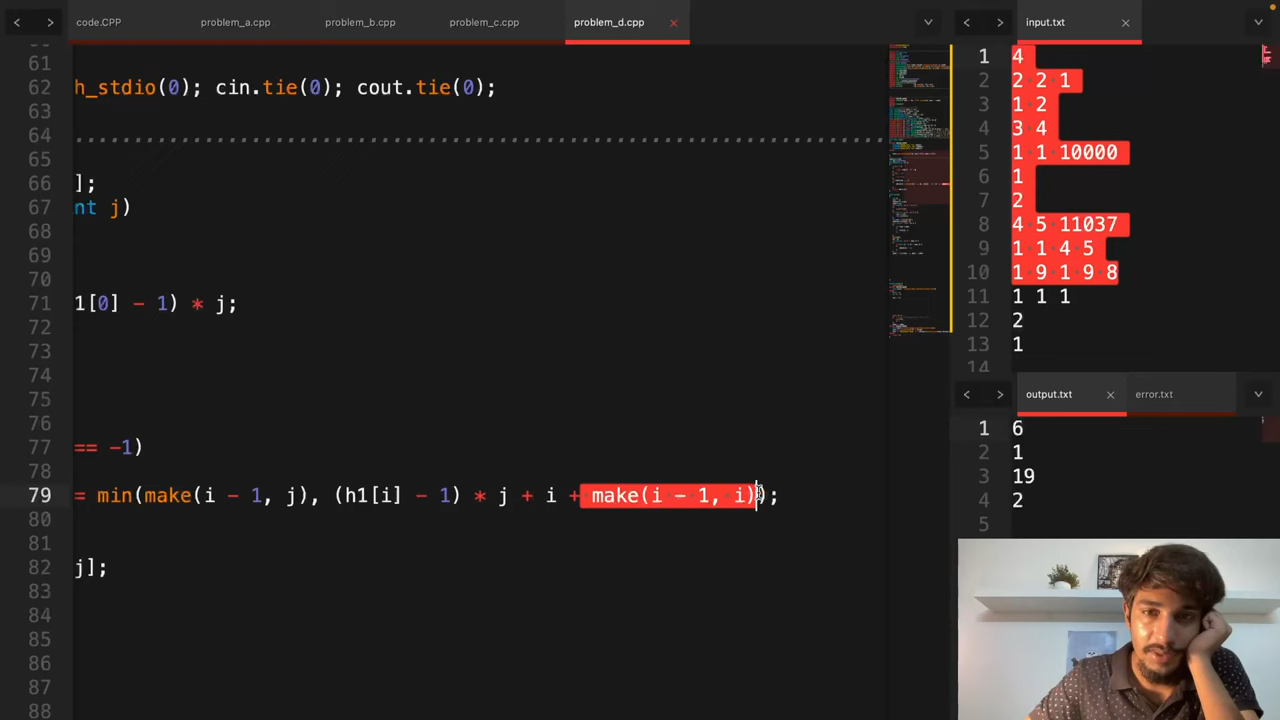 code.CPP
problem_a.cpp
problem_b.cpp
problem_c.cpp
problem_d.cpp
61
62 h_stdio(0); cin.tie(0); cout.tie(0);
63
64
65
66 ];
67 nt j)
68
69
70
71 1[0] - 1) * j;
72
73
74
75
76
77 == -1)
78
79 = min(make(i - 1, j), (h1[i] - 1) * j + i + make(i - 1, i));
80
81
82 j];
83
84
85
86
87
88
input.txt
1 4
2 2 2 1
3 1 2
4 3 4
5 1 1 10000
6 1
7 2
8 4 5 11037
9 1 1 4 5
10 1 9 1 9 8
11 1 1 1
12 2
13 1
14
output.txt
error.txt
1 6
2 1
3 19
4 2
5